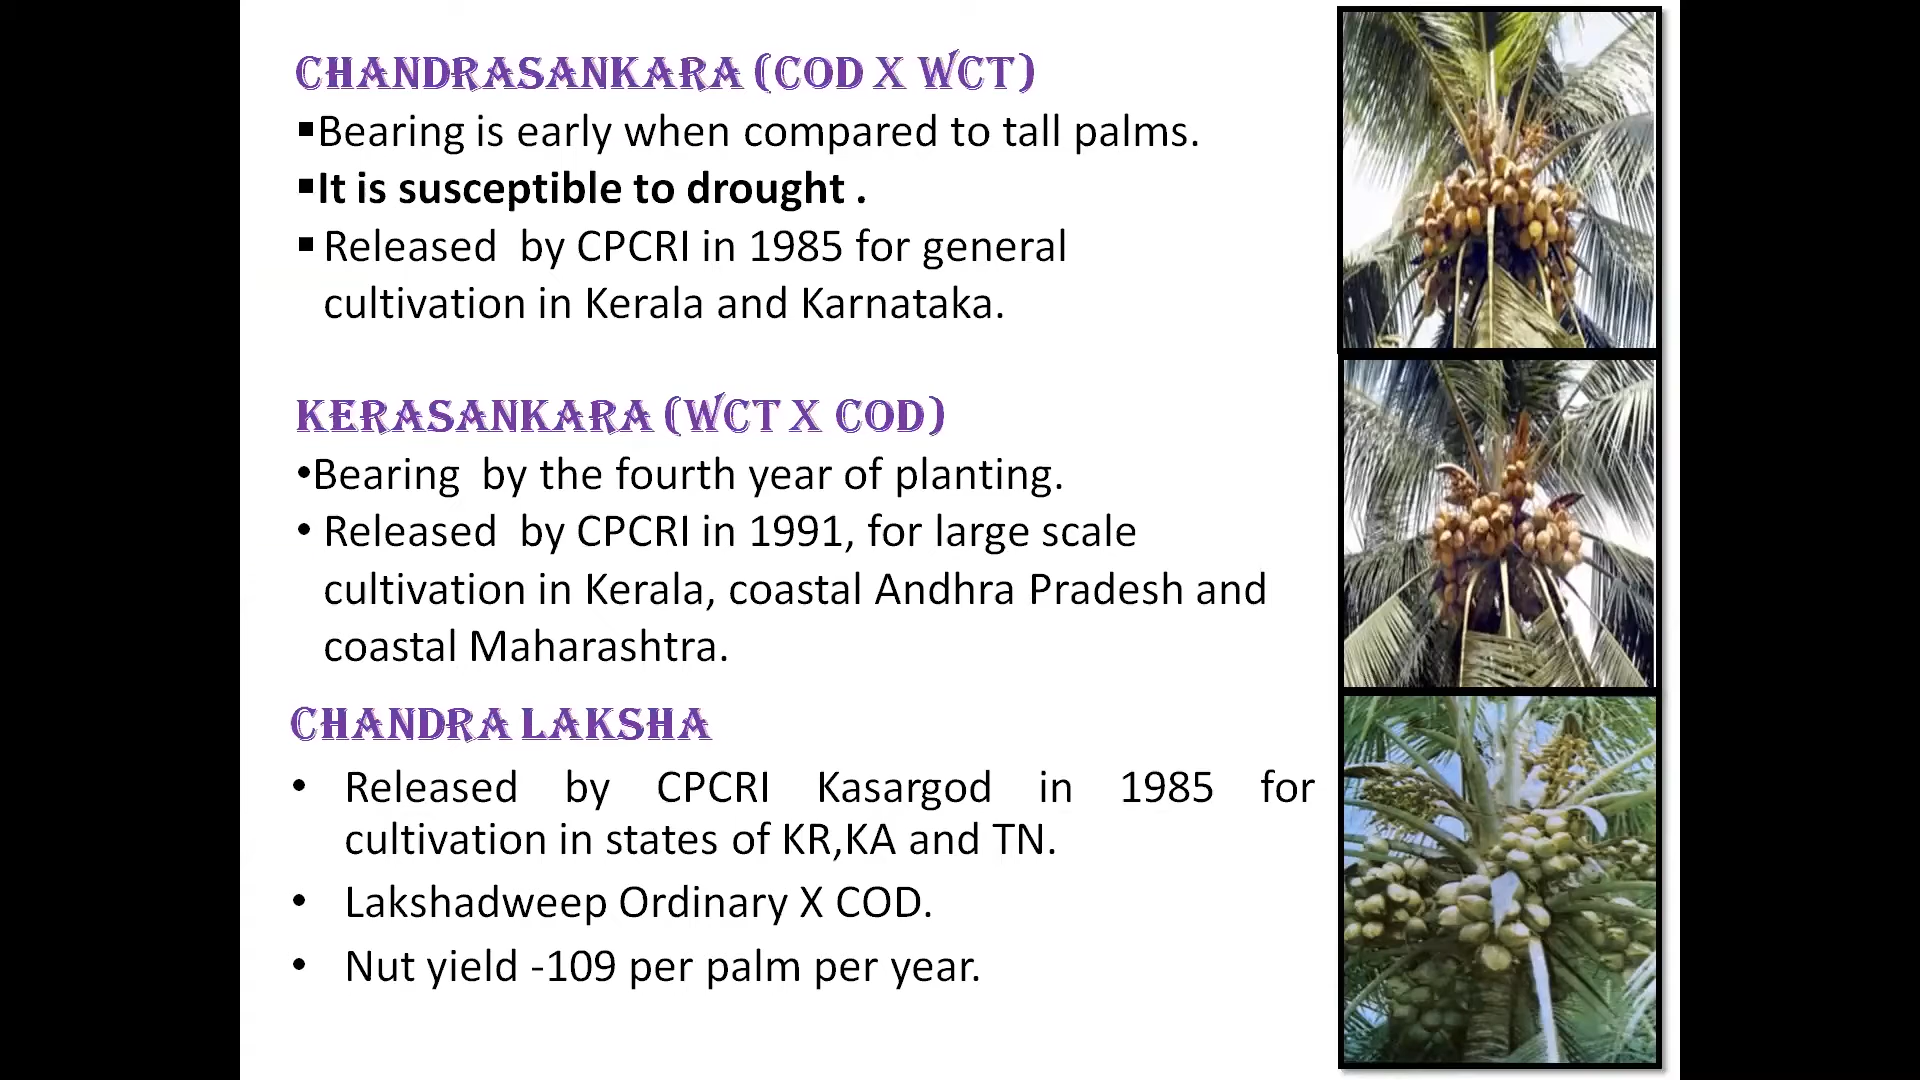 CHANDRASANKARA (COD X WCT)
▪Bearing is early when compared to tall palms.
▪It is susceptible to drought .
▪ Released by CPCRI in 1985 for general
cultivation in Kerala and Karnataka.
KERASANKARA (WCT X COD)
•Bearing by the fourth year of planting.
• Released by CPCRI in 1991, for large scale
cultivation in Kerala, coastal Andhra Pradesh and
coastal Maharashtra.
CHANDRA LAKSHA
• Released by CPCRI Kasargod in 1985 for
cultivation in states of KR,KA and TN.
• Lakshadweep Ordinary X COD.
• Nut yield -109 per palm per year.